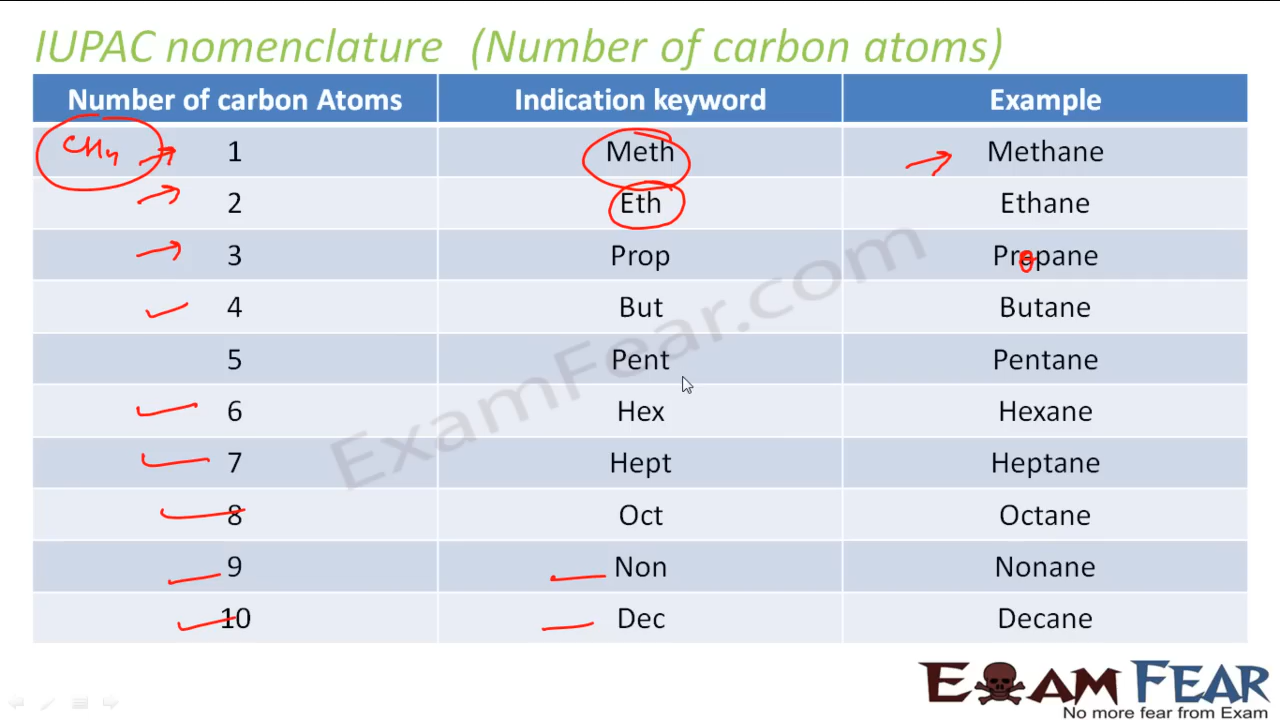 IUPAC nomenclature (Number of carbon atoms)
Number of carbon Atoms Indication keyword Example
CH4 1 Meth Methane
2 Eth Ethane
3 Prop Propane
4 But Butane
5 Pent Pentane
6 Hex Hexane
7 Hept Heptane
8 Oct Octane
9 Non Nonane
10 Dec Decane
ExamFear.com
EXAM FEAR
No more fear from Exam